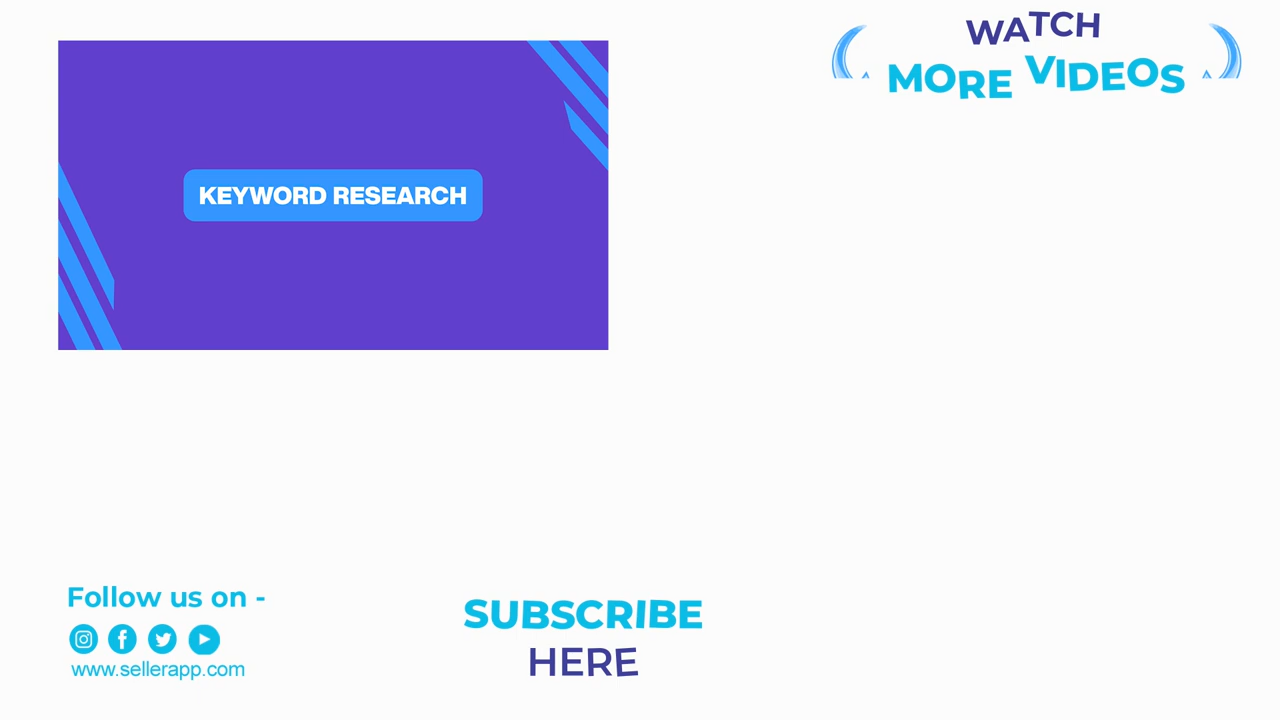 WATCH
MORE VIDEOS
KEYWORD RESEARCH
Follow us on -
www.sellerapp.com
SUBSCRIBE
HERE